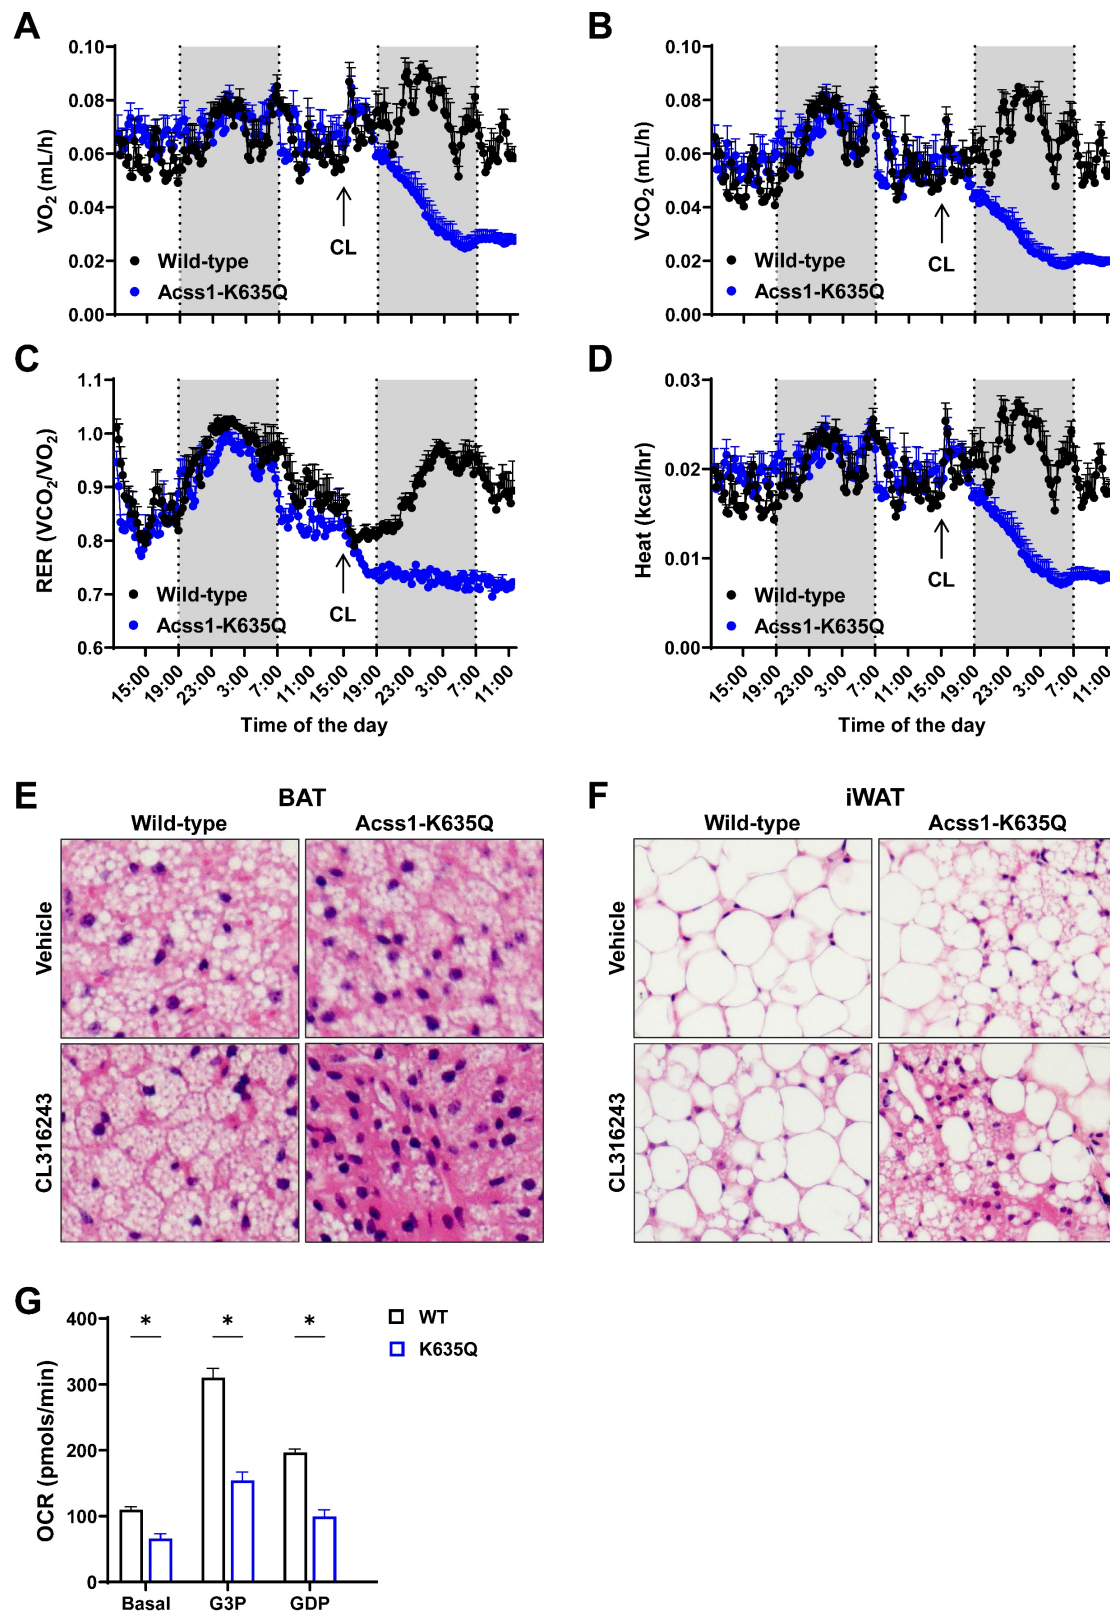 A
VO2 (mL/h)
0.10
0.08
0.06
0.04
0.02
0.00
CL
Wild-type
Acss1-K635Q
B
VCO2 (mL/h)
0.10
0.08
0.06
0.04
0.02
0.00
CL
Wild-type
Acss1-K635Q
C
RER (VCO2/VO2)
1.1
1.0
0.9
0.8
0.7
0.6
CL
Wild-type
Acss1-K635Q
15:00 19:00 23:00 3:00 7:00 11:00 15:00 19:00 23:00 3:00 7:00 11:00
Time of the day
D
Heat (kcal/hr)
0.03
0.02
0.01
0.00
CL
Wild-type
Acss1-K635Q
15:00 19:00 23:00 3:00 7:00 11:00 15:00 19:00 23:00 3:00 7:00 11:00
Time of the day
E
BAT
Wild-type Acss1-K635Q
Vehicle
CL316243
F
iWAT
Wild-type Acss1-K635Q
Vehicle
CL316243
G
OCR (pmols/min)
400
300
200
100
0
* * *
WT
K635Q
Basal G3P GDP